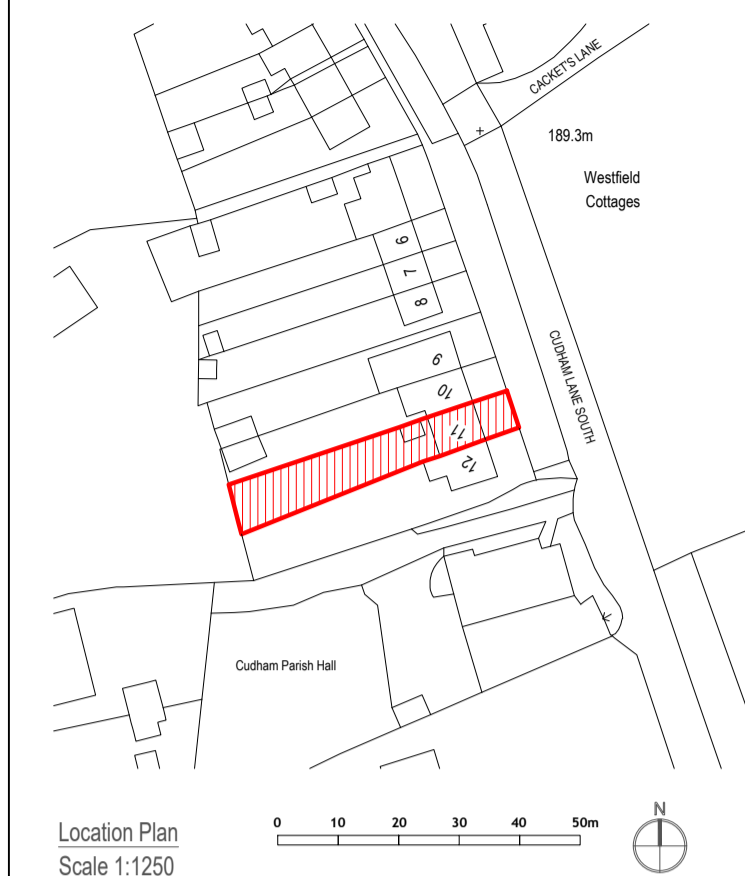 CACKET'S LANE
189.3m
Westfield
Cottages
6
7
8
9
10
11
12
CUDHAM LANE SOUTH
Cudham Parish Hall
Location Plan
Scale 1:1250
0 10 20 30 40 50m
N